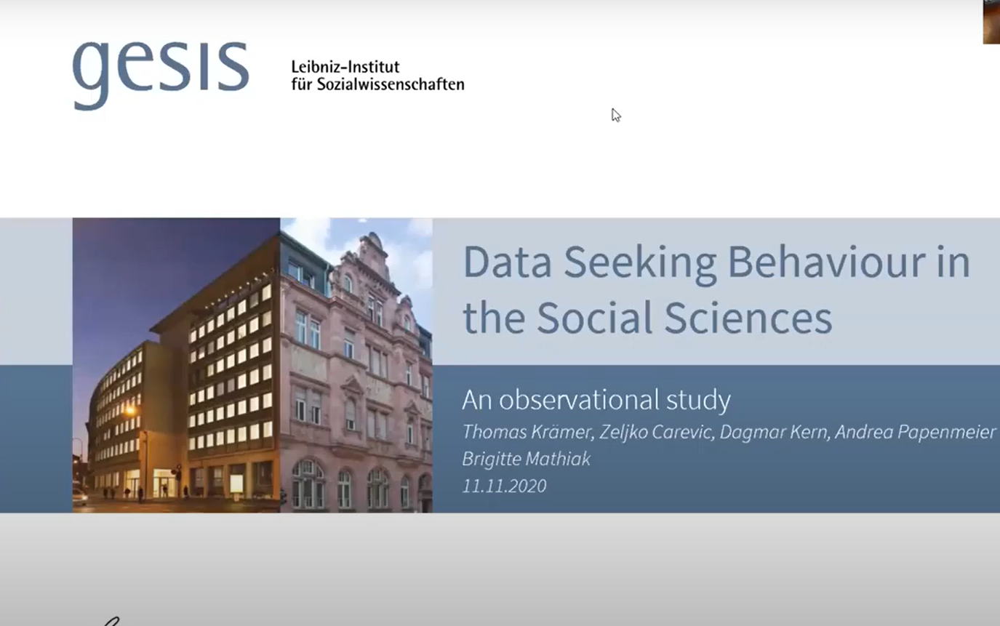 gesis
Leibniz-Institut
für Sozialwissenschaften
Data Seeking Behaviour in
the Social Sciences
An observational study
Thomas Krämer, Zeljko Carevic, Dagmar Kern, Andrea Papenmeier
Brigitte Mathiak
11.11.2020